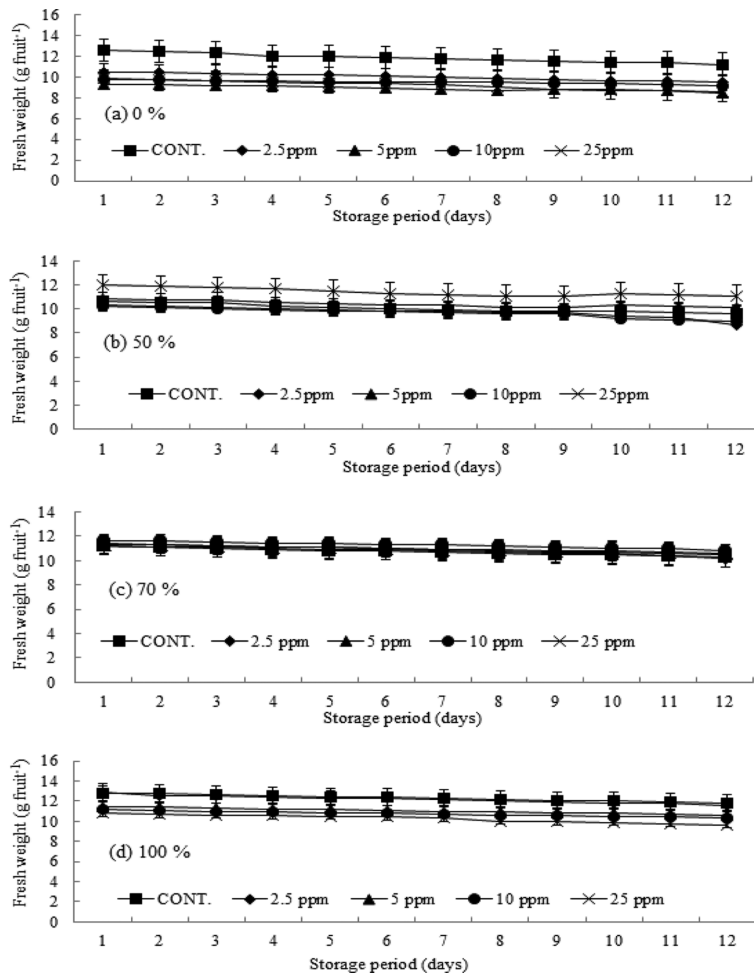 Fresh weight (g fruit⁻¹)
16
14
12
10
8
6
4
2
0
(a) 0 %
CONT. 2.5ppm 5ppm 10ppm 25ppm
1 2 3 4 5 6 7 8 9 10 11 12
Storage period (days)
Fresh weight (g fruit⁻¹)
14
12
10
8
6
4
2
0
(b) 50 %
CONT. 2.5ppm 5ppm 10ppm 25ppm
1 2 3 4 5 6 7 8 9 10 11 12
Storage period (days)
Fresh weight (g fruit⁻¹)
14
12
10
8
6
4
2
0
(c) 70 %
CONT. 2.5 ppm 5 ppm 10 ppm 25 ppm
1 2 3 4 5 6 7 8 9 10 11 12
Storage period (days)
Fresh weight (g fruit⁻¹)
16
14
12
10
8
6
4
2
0
(d) 100 %
CONT. 2.5 ppm 5 ppm 10 ppm 25 ppm
1 2 3 4 5 6 7 8 9 10 11 12
Storage period (days)